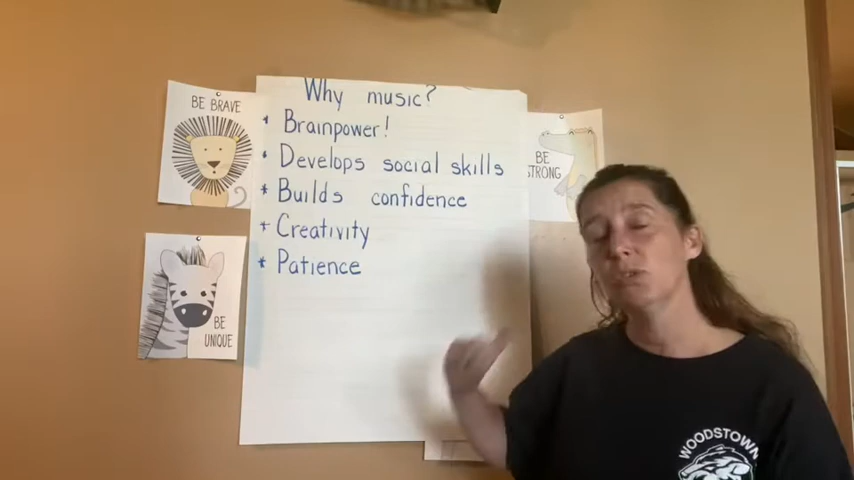 Why music?
* BrainpOWER!
* Develops social skills
* Builds confidence
* Creativity
* Patience
BE BRAVE
BE
STRONG
BE
UNIQUE
WOODSTOWN